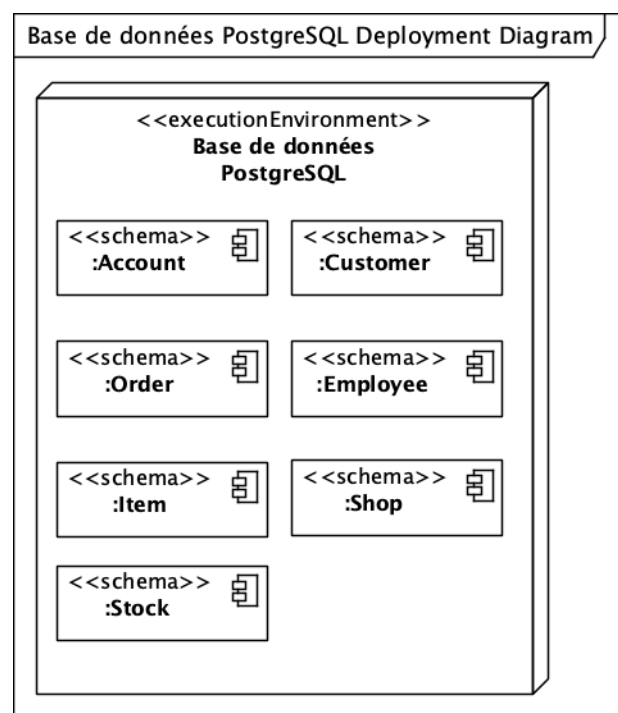 Base de données PostgreSQL Deployment Diagram
<<executionEnvironment>>
Base de données
PostgreSQL
<<schema>>
:Account
<<schema>>
:Customer
<<schema>>
:Order
<<schema>>
:Employee
<<schema>>
:Item
<<schema>>
:Shop
<<schema>>
:Stock